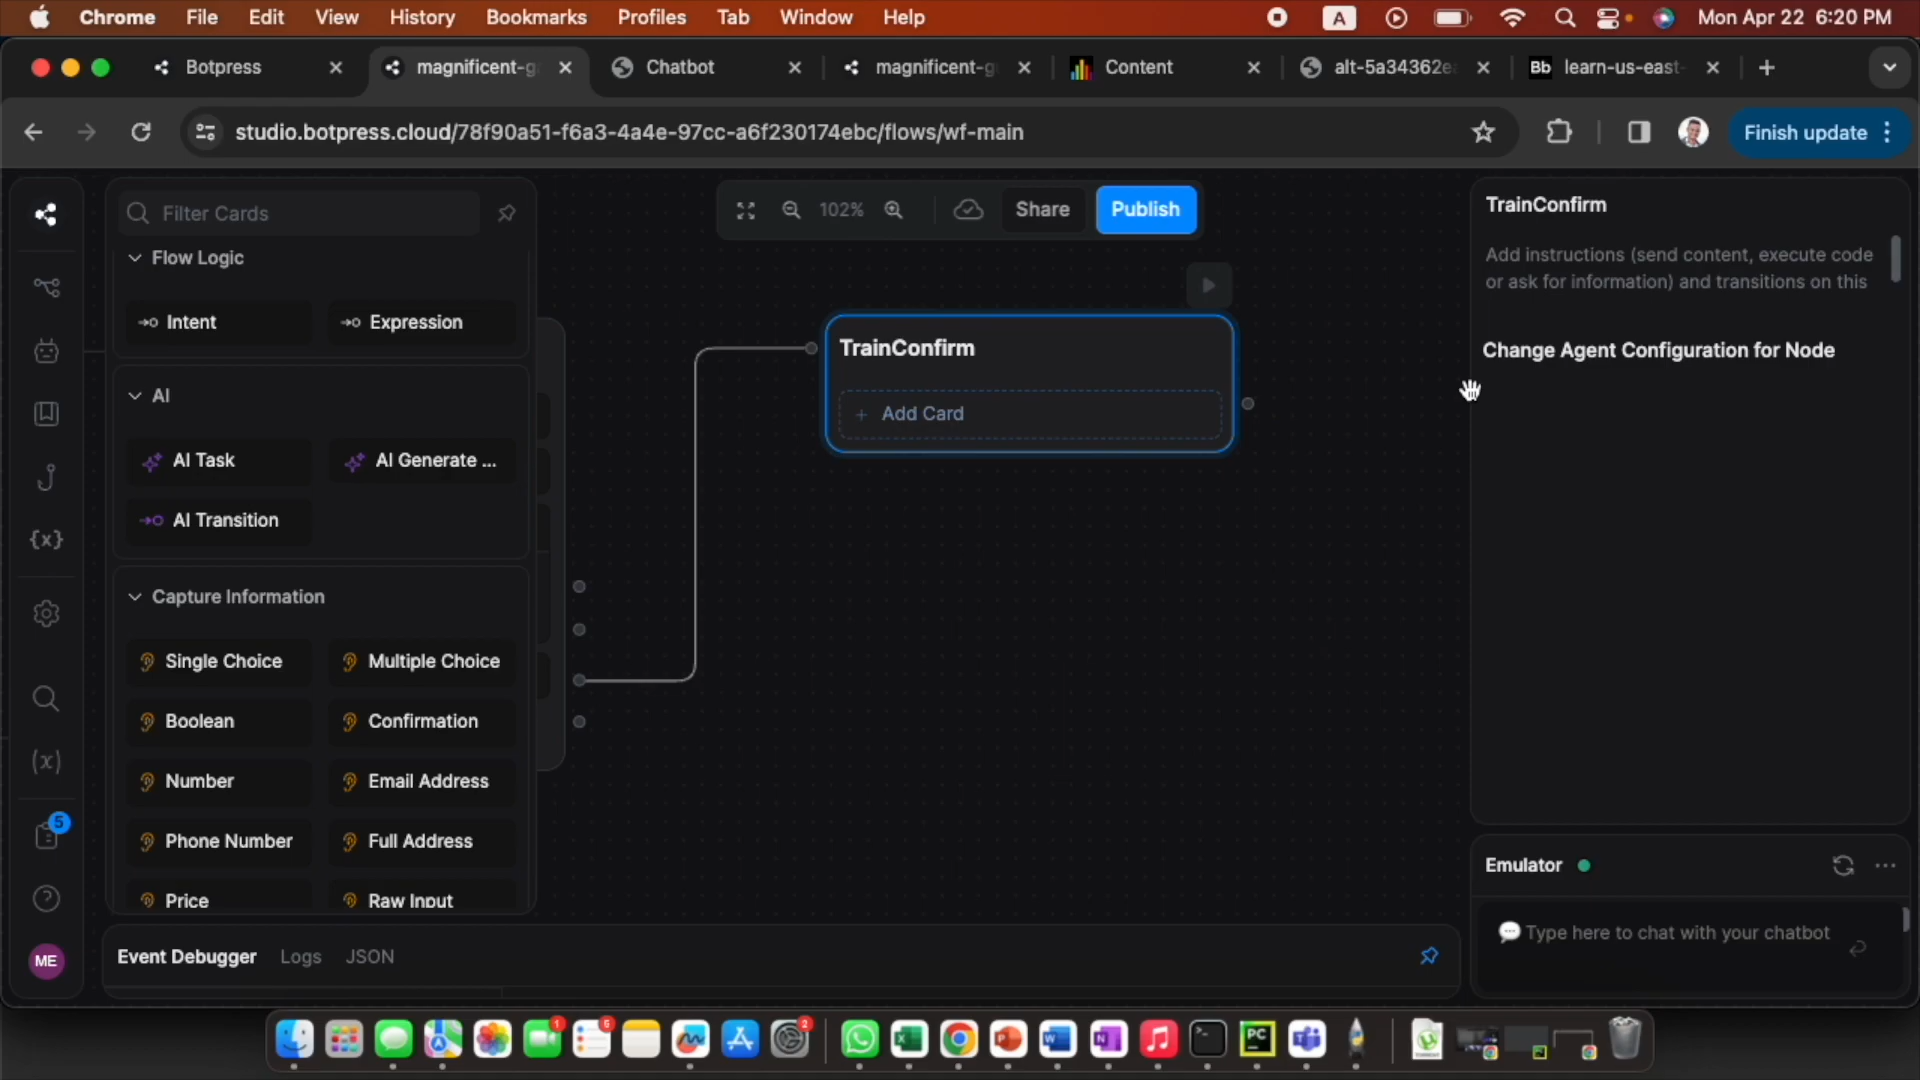 Chrome File Edit View History Bookmarks Profiles Tab Window Help A Mon Apr 22 6:20 PM
Botpress magnificent-g Chatbot magnificent-g Content alt-5a34362e Bb learn-us-east-
studio.botpress.cloud/78f90a51-f6a3-4a4e-97cc-a6f230174ebc/flows/wf-main Finish update
Filter Cards
Flow Logic
Intent Expression
AI
AI Task AI Generate ...
AI Transition
Capture Information
Single Choice Multiple Choice
Boolean Confirmation
Number Email Address
Phone Number Full Address
Price Raw Input
{x}
(x)
5
?
ME
102% Share Publish
TrainConfirm
+ Add Card
TrainConfirm
Add instructions (send content, execute code
or ask for information) and transitions on this
Change Agent Configuration for Node
Emulator
Type here to chat with your chatbot
Event Debugger Logs JSON
1 5 2
PC